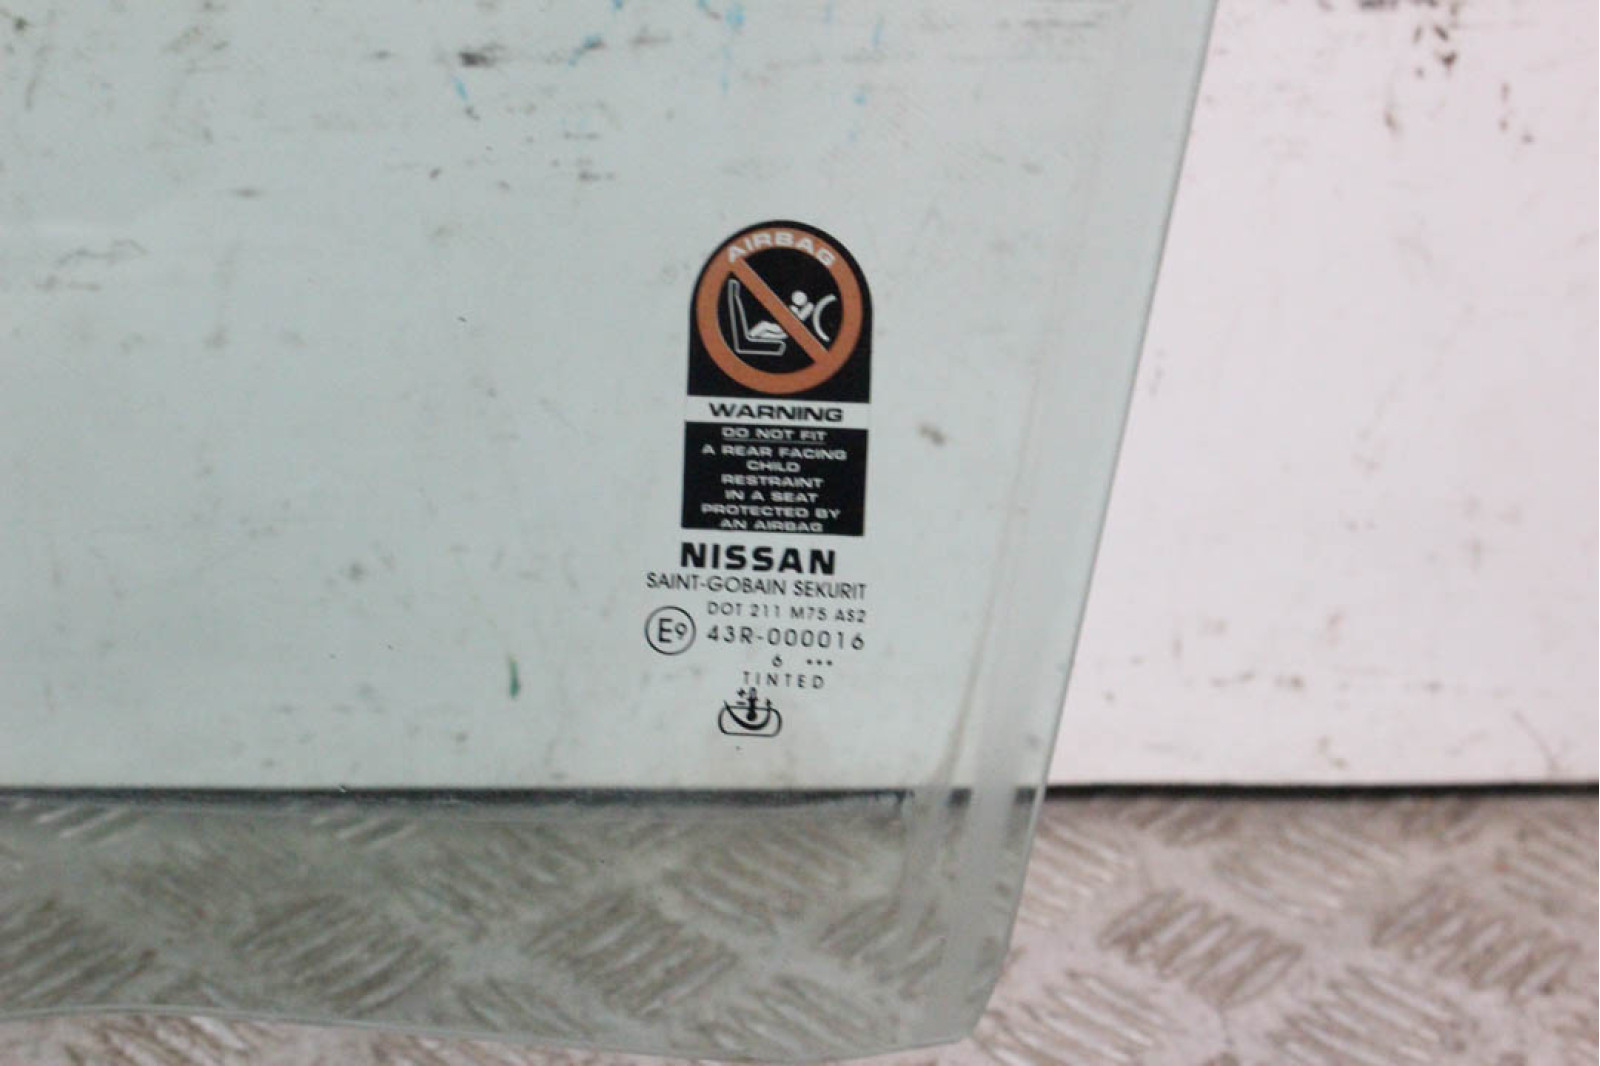 AIRBAG
WARNING
DO NOT FIT
A REAR FACING
CHILD
RESTRAINT
IN A SEAT
PROTECTED BY
AN AIRBAG
NISSAN
SAINT-GOBAIN SEKURIT
DOT 211 M75 AS2
E9 43R-000016
6 •••
TINTED